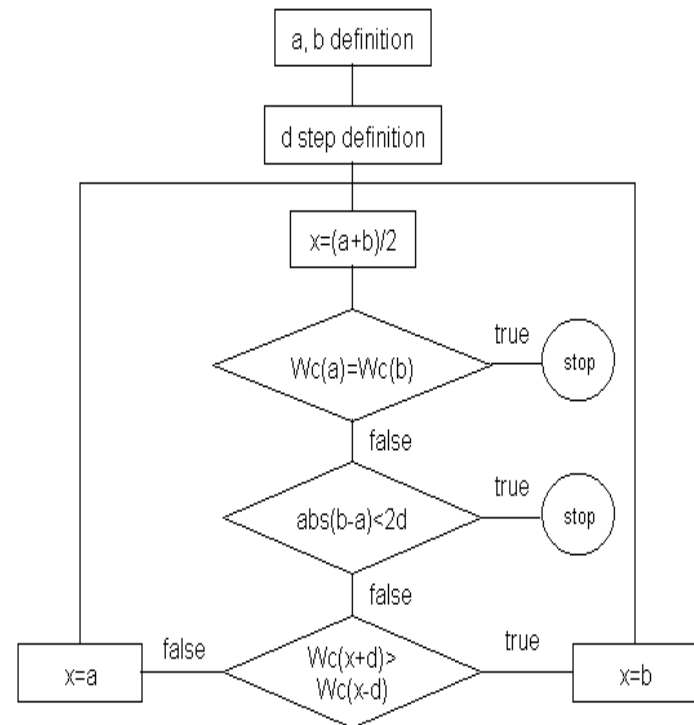 a, b definition
d step definition
x=(a+b)/2
Wc(a)=Wc(b)
true
stop
false
abs(b-a)<2d
true
stop
false
Wc(x+d)>
Wc(x-d)
false
true
x=a
x=b